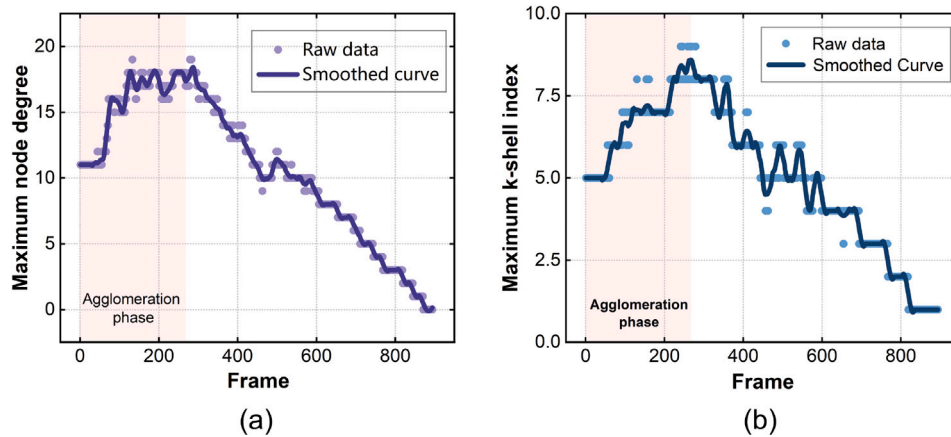 Maximum node degree
20
15
10
5
0
Raw data
Smoothed curve
Agglomeration
phase
0
200
400
600
800
Frame
(a)
Maximum k-shell index
10.0
7.5
5.0
2.5
0.0
Raw data
Smoothed Curve
Agglomeration
phase
0
200
400
600
800
Frame
(b)